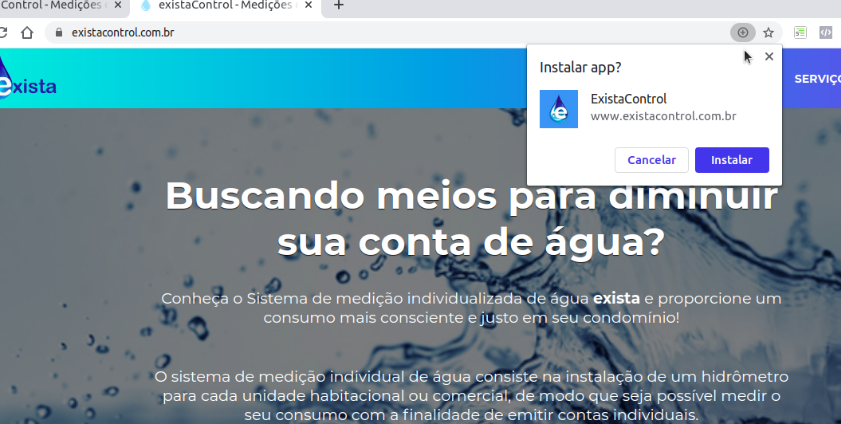 Control - Medições
existaControl - Medições
existacontrol.com.br
exista
SERVIÇO
Instalar app?
ExistaControl
www.existacontrol.com.br
Cancelar
Instalar
Buscando meios para diminuir
sua conta de água?
Conheça o Sistema de medição individualizada de água exista e proporcione um
consumo mais consciente e justo em seu condomínio!
O sistema de medição individual de água consiste na instalação de um hidrômetro
para cada unidade habitacional ou comercial, de modo que seja possível medir o
seu consumo com a finalidade de emitir contas individuais.